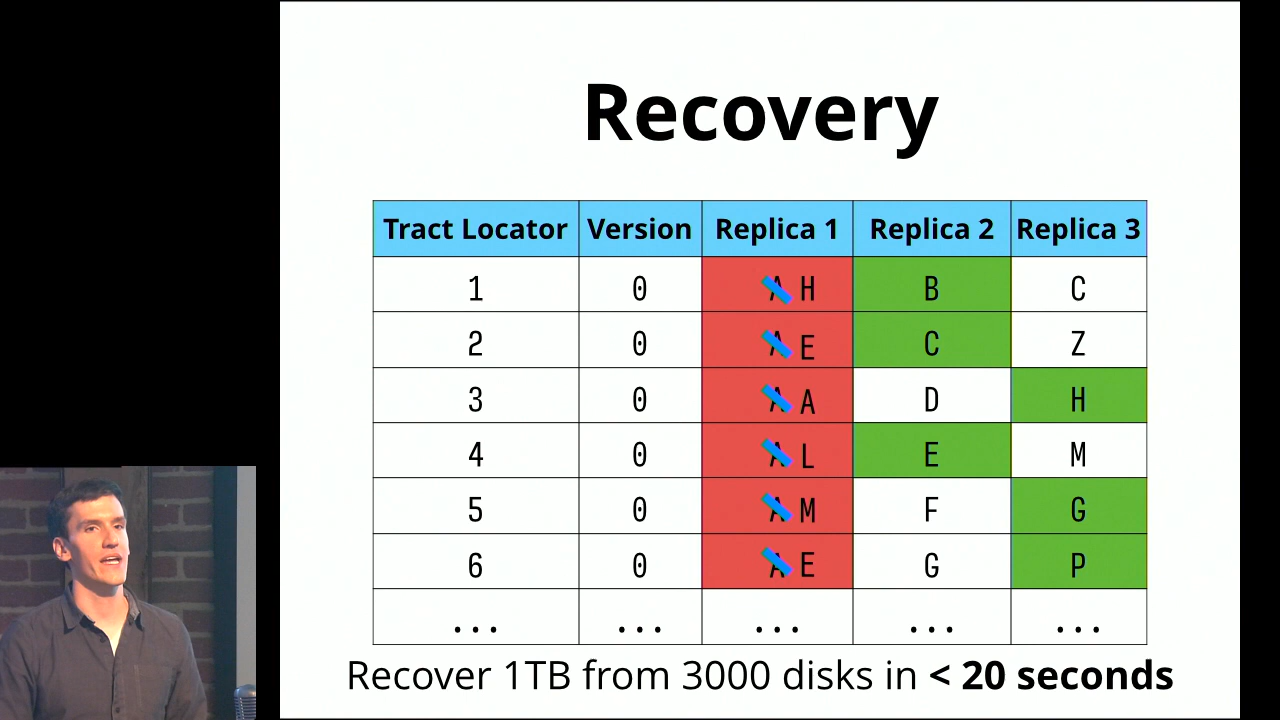 Recovery
Tract Locator Version Replica 1 Replica 2 Replica 3
1 0 A H B C
2 0 A E C Z
3 0 A A D H
4 0 A L E M
5 0 A M F G
6 0 A E G P
... ... ... ... ...
Recover 1TB from 3000 disks in < 20 seconds